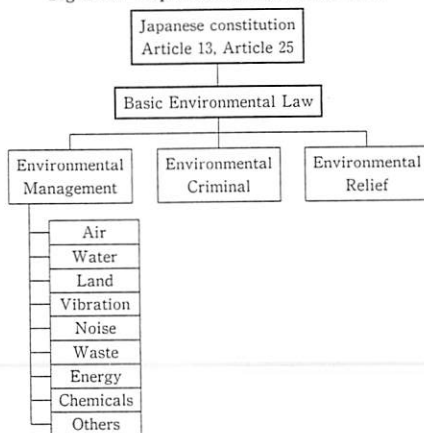 Japanese constitution
Article 13, Article 25
Basic Environmental Law
Environmental
Management
Environmental
Criminal
Environmental
Relief
Air
Water
Land
Vibration
Noise
Waste
Energy
Chemicals
Others